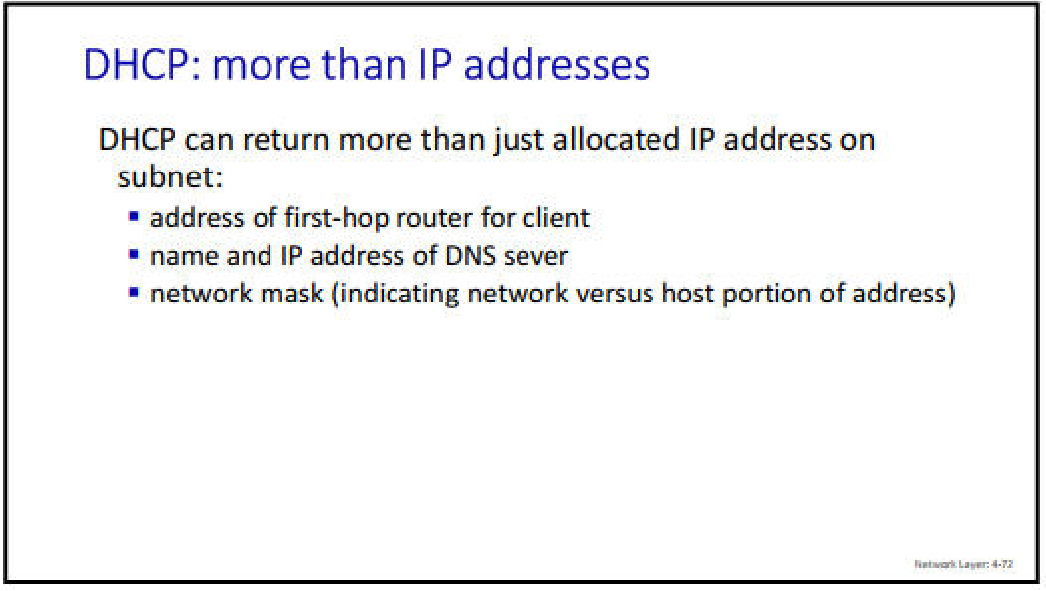 DHCP: more than IP addresses
DHCP can return more than just allocated IP address on
subnet:
▪ address of first-hop router for client
▪ name and IP address of DNS sever
▪ network mask (indicating network versus host portion of address)
Network Layer: 4-72